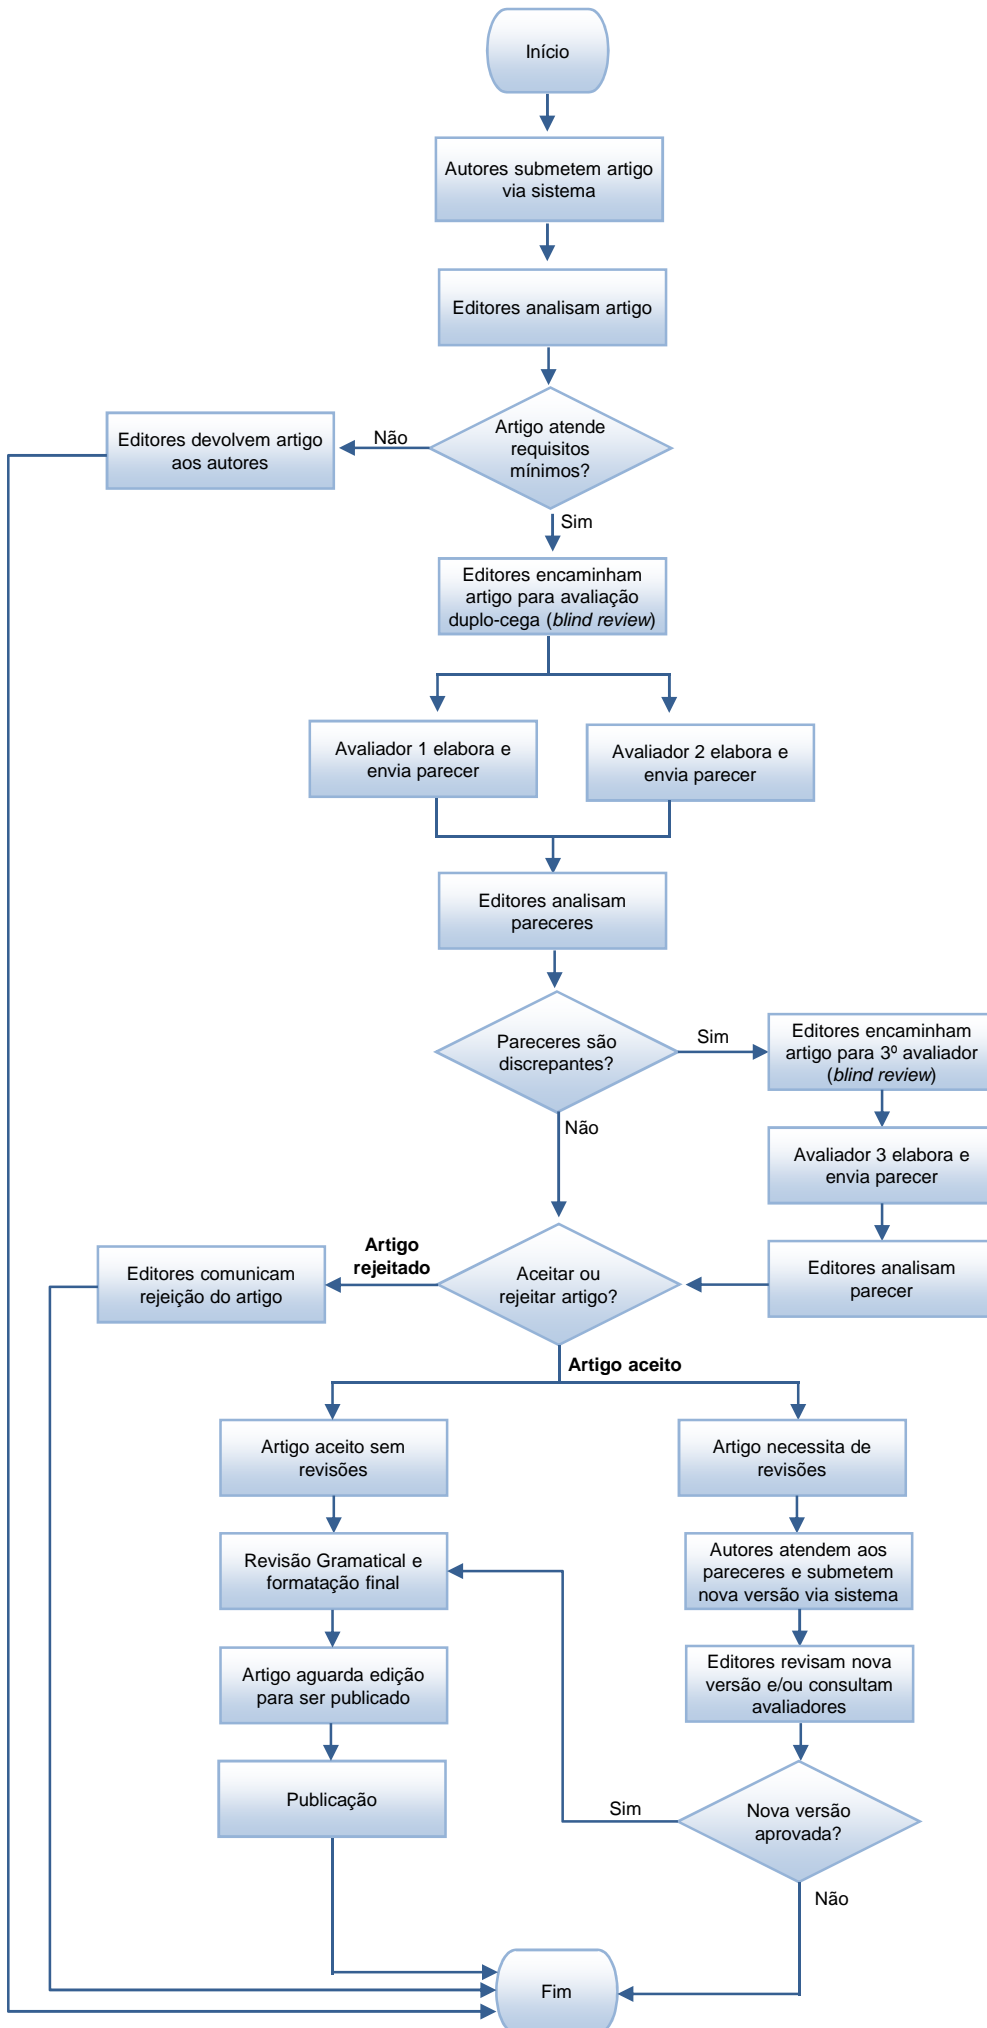 Início
Autores submetem artigo
via sistema
Editores analisam artigo
Artigo atende
requisitos
mínimos?
Não
Editores devolvem artigo
aos autores
Sim
Editores encaminham
artigo para avaliação
duplo-cega (blind review)
Avaliador 1 elabora e
envia parecer
Avaliador 2 elabora e
envia parecer
Editores analisam
pareceres
Pareceres são
discrepantes?
Sim
Editores encaminham
artigo para 3º avaliador
(blind review)
Não
Avaliador 3 elabora e
envia parecer
Editores analisam
parecer
Aceitar ou
rejeitar artigo?
Artigo
rejeitado
Editores comunicam
rejeição do artigo
Artigo aceito
Artigo aceito sem
revisões
Artigo necessita de
revisões
Revisão Gramatical e
formatação final
Autores atendem aos
pareceres e submetem
nova versão via sistema
Artigo aguarda edição
para ser publicado
Editores revisam nova
versão e/ou consultam
avaliadores
Publicação
Sim
Nova versão
aprovada?
Não
Fim